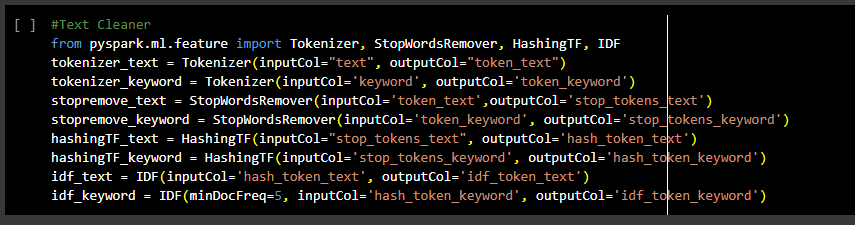 [ ] #Text Cleaner
from pyspark.ml.feature import Tokenizer, StopWordsRemover, HashingTF, IDF
tokenizer_text = Tokenizer(inputCol="text", outputCol="token_text")
tokenizer_keyword = Tokenizer(inputCol='keyword', outputCol='token_keyword')
stopremove_text = StopWordsRemover(inputCol='token_text',outputCol='stop_tokens_text')
stopremove_keyword = StopWordsRemover(inputCol='token_keyword', outputCol='stop_tokens_keyword')
hashingTF_text = HashingTF(inputCol="stop_tokens_text", outputCol='hash_token_text')
hashingTF_keyword = HashingTF(inputCol='stop_tokens_keyword', outputCol='hash_token_keyword')
idf_text = IDF(inputCol='hash_token_text', outputCol='idf_token_text')
idf_keyword = IDF(minDocFreq=5, inputCol='hash_token_keyword', outputCol='idf_token_keyword')